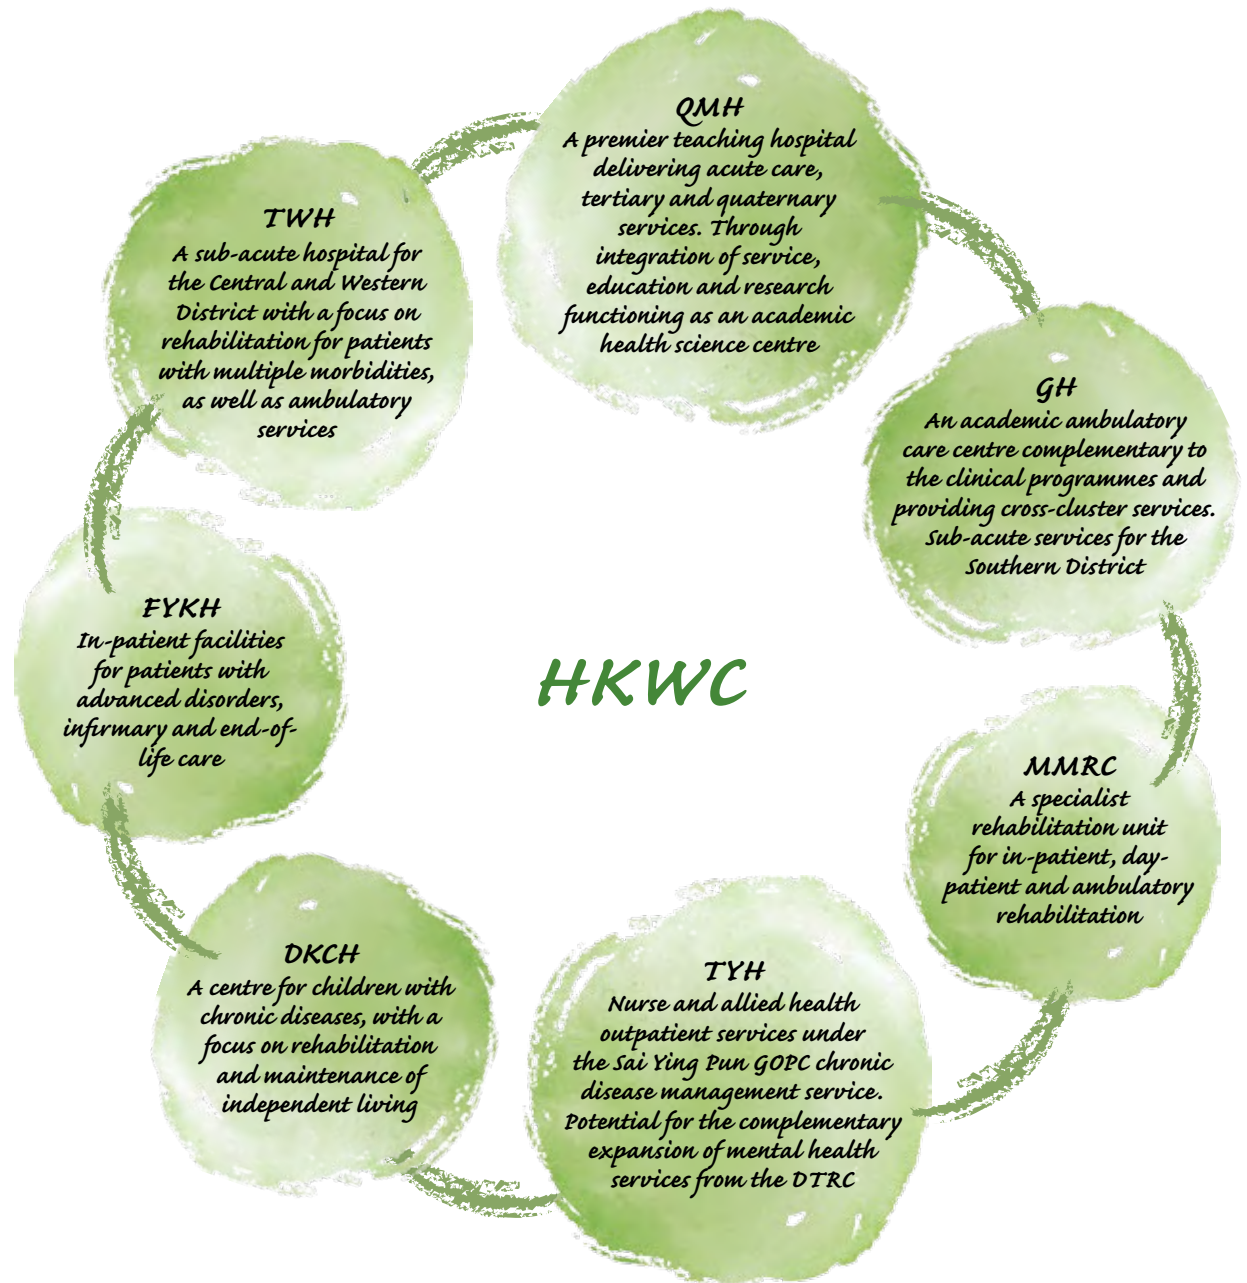 QMH
A premier teaching hospital
delivering acute care,
tertiary and quaternary
services. Through
integration of service,
education and research
functioning as an academic
health science centre
TWH
A sub-acute hospital for
the Central and Western
District with a focus on
rehabilitation for patients
with multiple morbidities,
as well as ambulatory
services
GH
An academic ambulatory
care centre complementary to
the clinical programmes and
providing cross-cluster services.
Sub-acute services for the
Southern District
FYKH
In-patient facilities
for patients with
advanced disorders,
infirmary and end-of-
life care
HKWC
MMRC
A specialist
rehabilitation unit
for in-patient, day-
patient and ambulatory
rehabilitation
DKCH
A centre for children with
chronic diseases, with a
focus on rehabilitation
and maintenance of
independent living
TYH
Nurse and allied health
outpatient services under
the Sai Ying Pun GOPC chronic
disease management service.
Potential for the complementary
expansion of mental health
services from the DTRC